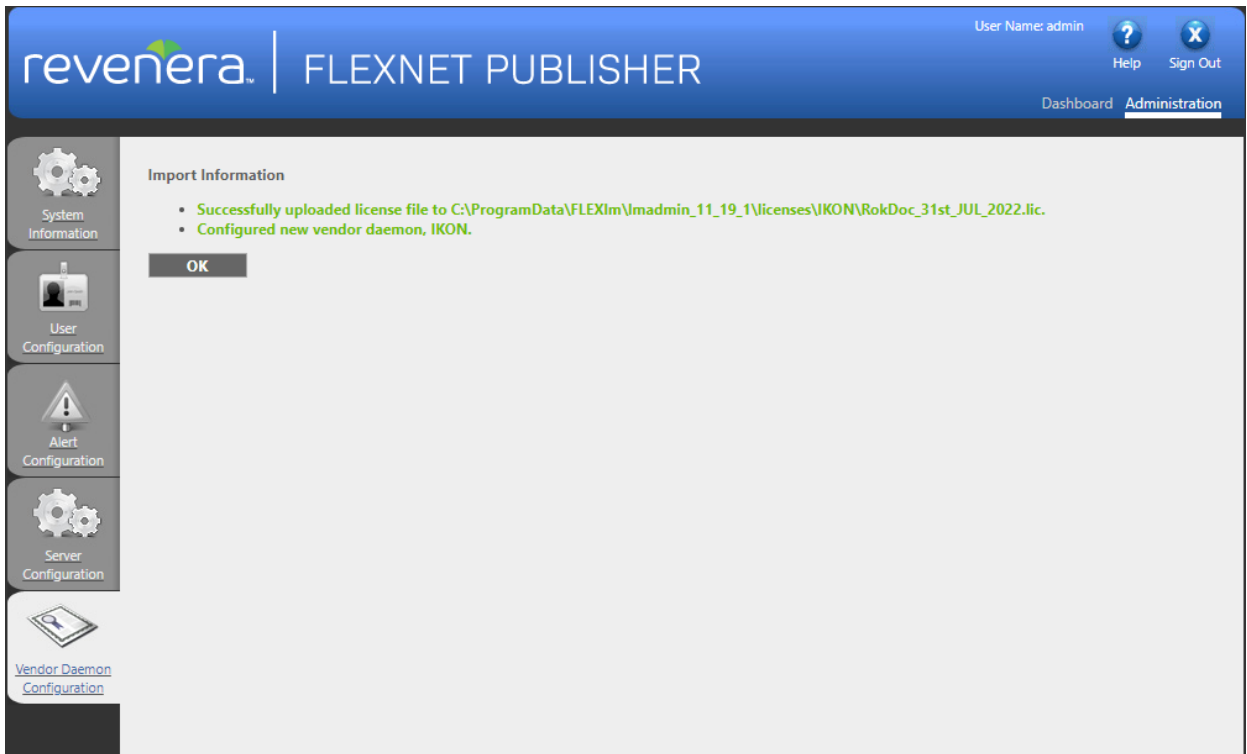 User Name: admin
revenera™ FLEXNET PUBLISHER
? X
Help Sign Out
Dashboard Administration
System
Information
User
Configuration
Alert
Configuration
Server
Configuration
Vendor Daemon
Configuration
Import Information
• Successfully uploaded license file to C:\ProgramData\FLEXlm\lmadmin_11_19_1\licenses\IKON\RokDoc_31st_JUL_2022.lic.
• Configured new vendor daemon, IKON.
OK